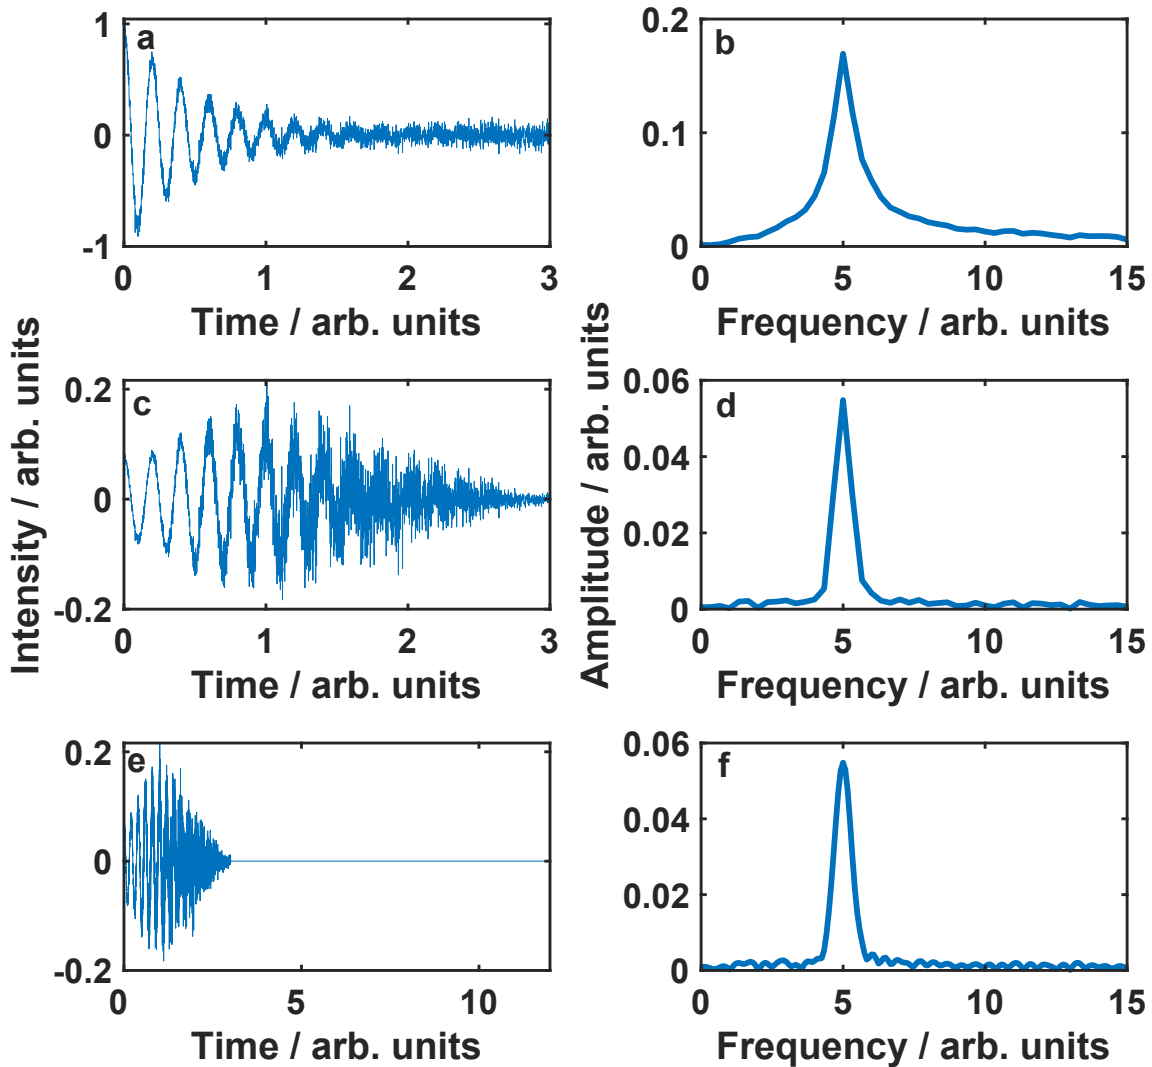 a
1
0
-1
0 1 2 3
Time / arb. units
b
0.2
0.1
0
0 5 10 15
Frequency / arb. units
Intensity / arb. units
Amplitude / arb. units
c
0.2
0
-0.2
0 1 2 3
Time / arb. units
d
0.06
0.04
0.02
0
0 5 10 15
Frequency / arb. units
e
0.2
0
-0.2
0 5 10
Time / arb. units
f
0.06
0.04
0.02
0
0 5 10 15
Frequency / arb. units